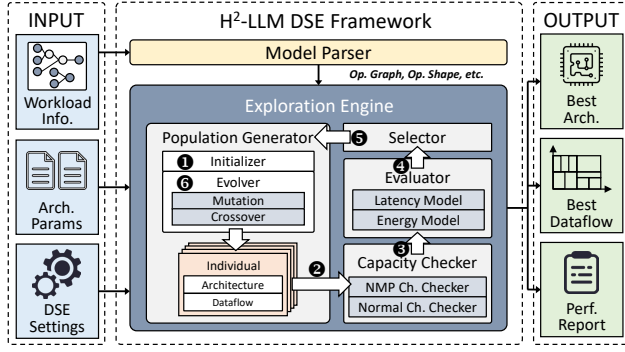 INPUT
Workload
Info.
Arch.
Params
DSE
Settings
H²-LLM DSE Framework
Model Parser
Op. Graph, Op. Shape, etc.
Exploration Engine
Population Generator
❶ Initializer
❻ Evolver
Mutation
Crossover
Individual
Architecture
Dataflow
❷
❺
Selector
❹
Evaluator
Latency Model
Energy Model
❸
Capacity Checker
NMP Ch. Checker
Normal Ch. Checker
OUTPUT
Best
Arch.
Best
Dataflow
Perf.
Report